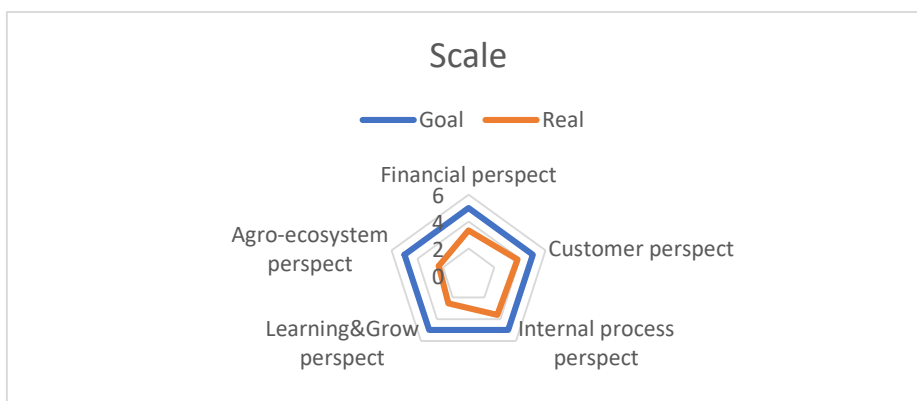 Scale
Goal
Real
Financial perspect
6
4
2
0
Customer perspect
Internal process
perspect
Learning&Grow
perspect
Agro-ecosystem
perspect